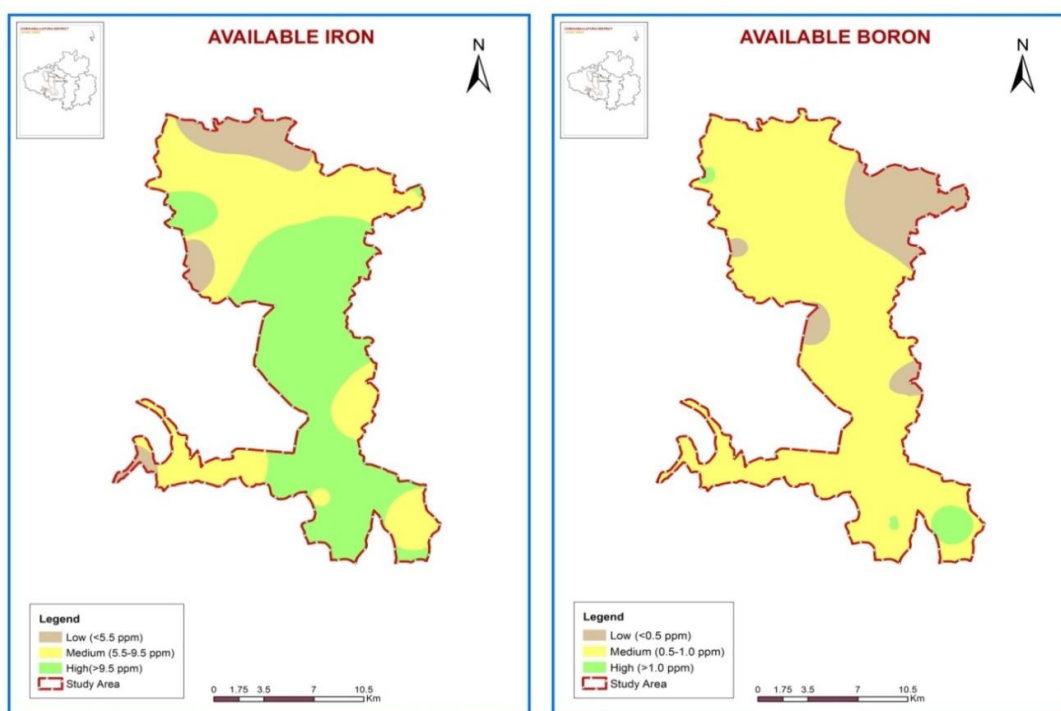 AVAILABLE IRON
N
Legend
Low (<5.5 ppm)
Medium (5.5-9.5 ppm)
High(>9.5 ppm)
Study Area
0 1.75 3.5 7 10.5
Km
AVAILABLE BORON
N
Legend
Low (<0.5 ppm)
Medium (0.5-1.0 ppm)
High (>1.0 ppm)
Study Area
0 1.75 3.5 7 10.5
Km